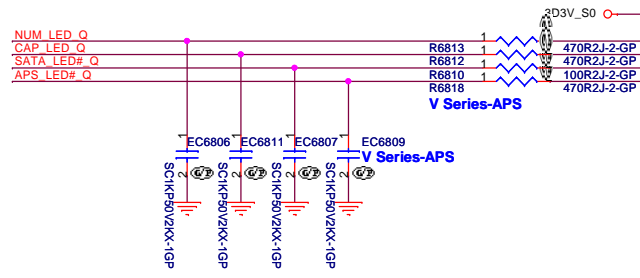 3D3V_S0
NUM_LED_Q
CAP_LED_Q
SATA_LED#_Q
APS_LED#_Q
R6813 1 470R2J-2-GP
R6812 1 470R2J-2-GP
R6810 1 100R2J-2-GP
R6818 1 470R2J-2-GP
V Series-APS
1 EC6806 1 EC6811 1 EC6807 1 EC6809
V Series-APS
2 2 2 2
SC1KP50V2KX-1GP
SC1KP50V2KX-1GP
SC1KP50V2KX-1GP
SC1KP50V2KX-1GP